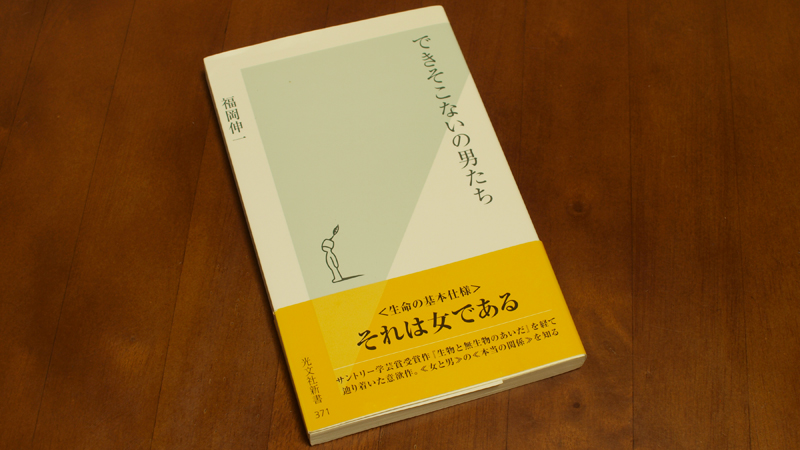 できそこないの男たち
福岡伸一
<生命の基本仕様>
それは女である
サントリー学芸賞受賞作『生物と無生物のあいだ』を経て
辿り着いた意欲作。≪女と男≫の≪本当の関係≫を知る
光文社新書
371